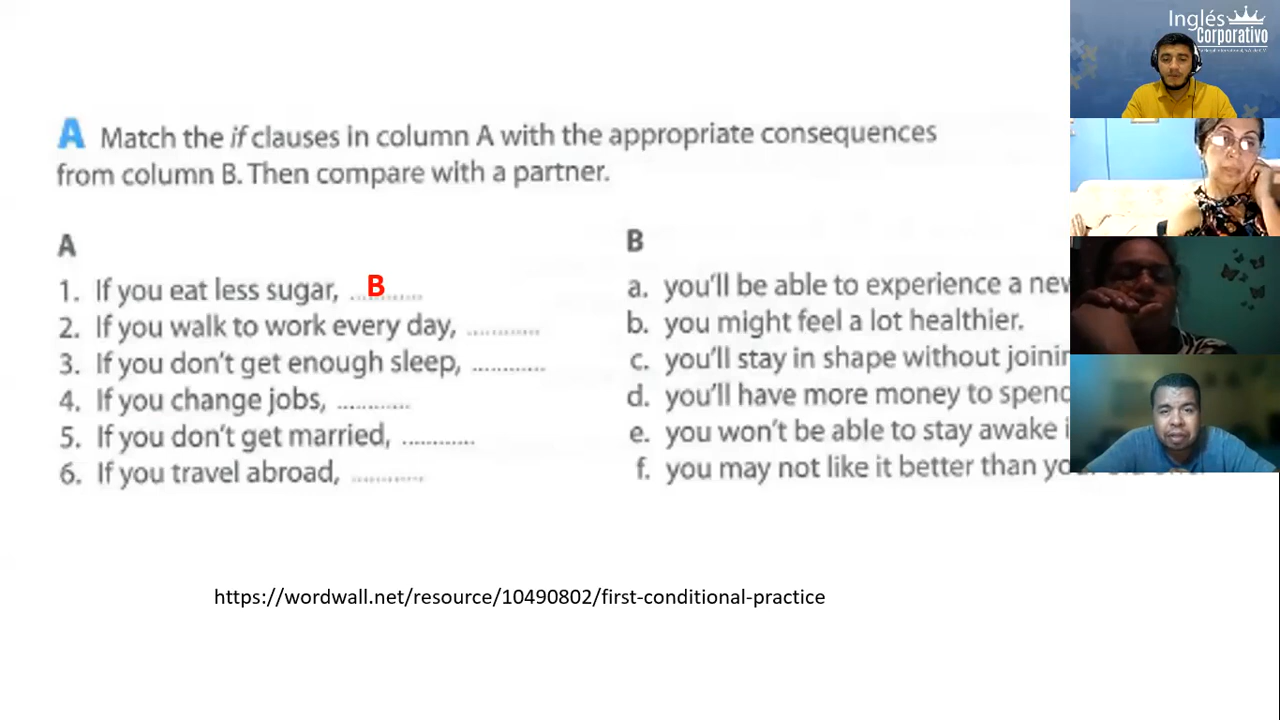 Inglés
Corporativo
A Match the if clauses in column A with the appropriate consequences
from column B. Then compare with a partner.
A
1. If you eat less sugar, ...B......
2. If you walk to work every day, ............
3. If you don't get enough sleep, ............
4. If you change jobs, ............
5. If you don't get married, ............
6. If you travel abroad, ............
B
a. you'll be able to experience a new
b. you might feel a lot healthier.
c. you'll stay in shape without
d. you'll have more money to spend
e. you won't be able to stay awake
f. you may not like it better than
https://wordwall.net/resource/10490802/first-conditional-practice